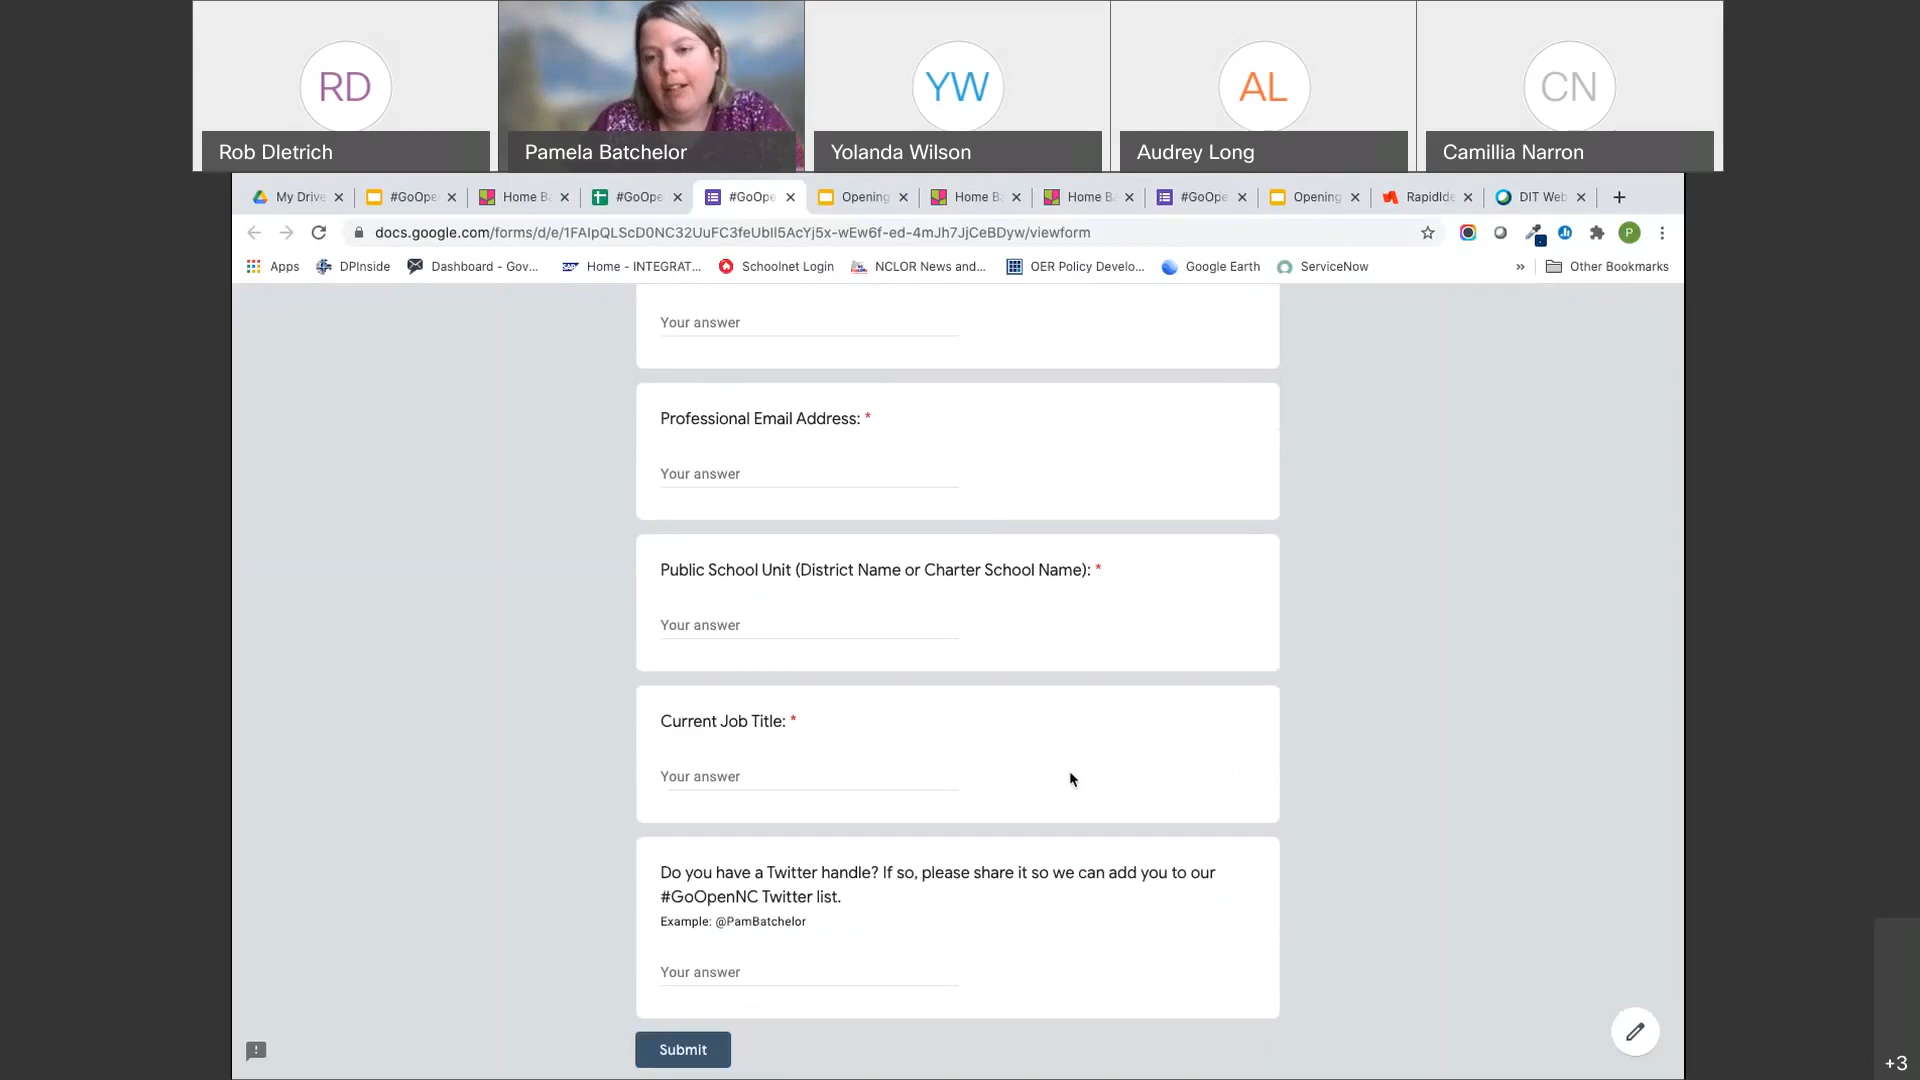 RD
YW
AL
CN
Rob DIetrich
Pamela Batchelor
Yolanda Wilson
Audrey Long
Camillia Narron
My Drive
#GoOpe
Home Ba
#GoOpe
#GoOpe
Opening
Home Ba
Home Ba
#GoOpe
Opening
RapidIde
DIT Web
docs.google.com/forms/d/e/1FAIpQLScD0NC32UuFC3feUbII5AcYj5x-wEw6f-ed-4mJh7JjCeBDyw/viewform
P
Apps
DPInside
Dashboard - Gov...
Home - INTEGRAT...
Schoolnet Login
NCLOR News and...
OER Policy Develo...
Google Earth
ServiceNow
»
Other Bookmarks
Your answer
Professional Email Address: *
Your answer
Public School Unit (District Name or Charter School Name): *
Your answer
Current Job Title: *
Your answer
Do you have a Twitter handle? If so, please share it so we can add you to our
#GoOpenNC Twitter list.
Example: @PamBatchelor
Your answer
Submit
+3